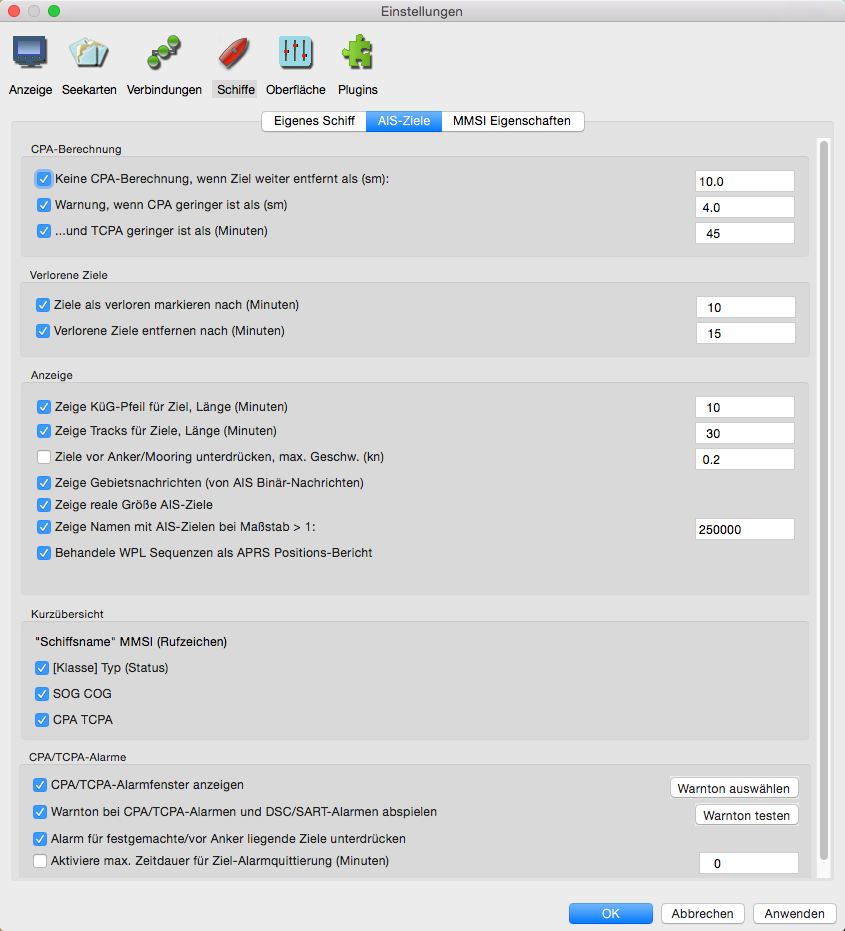 Einstellungen
Anzeige Seekarten Verbindungen Schiffe Oberfläche Plugins
Eigenes Schiff AIS-Ziele MMSI Eigenschaften
CPA-Berechnung
Keine CPA-Berechnung, wenn Ziel weiter entfernt als (sm): 10.0
Warnung, wenn CPA geringer ist als (sm) 4.0
...und TCPA geringer ist als (Minuten) 45
Verlorene Ziele
Ziele als verloren markieren nach (Minuten) 10
Verlorene Ziele entfernen nach (Minuten) 15
Anzeige
Zeige KüG-Pfeil für Ziel, Länge (Minuten) 10
Zeige Tracks für Ziele, Länge (Minuten) 30
Ziele vor Anker/Mooring unterdrücken, max. Geschw. (kn) 0.2
Zeige Gebietsnachrichten (von AIS Binär-Nachrichten)
Zeige reale Größe AIS-Ziele
Zeige Namen mit AIS-Zielen bei Maßstab > 1: 250000
Behandele WPL Sequenzen als APRS Positions-Bericht
Kurzübersicht
"Schiffsname" MMSI (Rufzeichen)
[Klasse] Typ (Status)
SOG COG
CPA TCPA
CPA/TCPA-Alarme
CPA/TCPA-Alarmfenster anzeigen Warnton auswählen
Warnton bei CPA/TCPA-Alarmen und DSC/SART-Alarmen abspielen Warnton testen
Alarm für festgemachte/vor Anker liegende Ziele unterdrücken
Aktiviere max. Zeitdauer für Ziel-Alarmquittierung (Minuten) 0
OK Abbrechen Anwenden